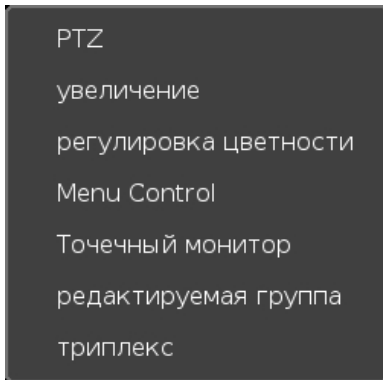 PTZ
увеличение
регулировка цветности
Menu Control
Точечный монитор
редактируемая группа
триплекс